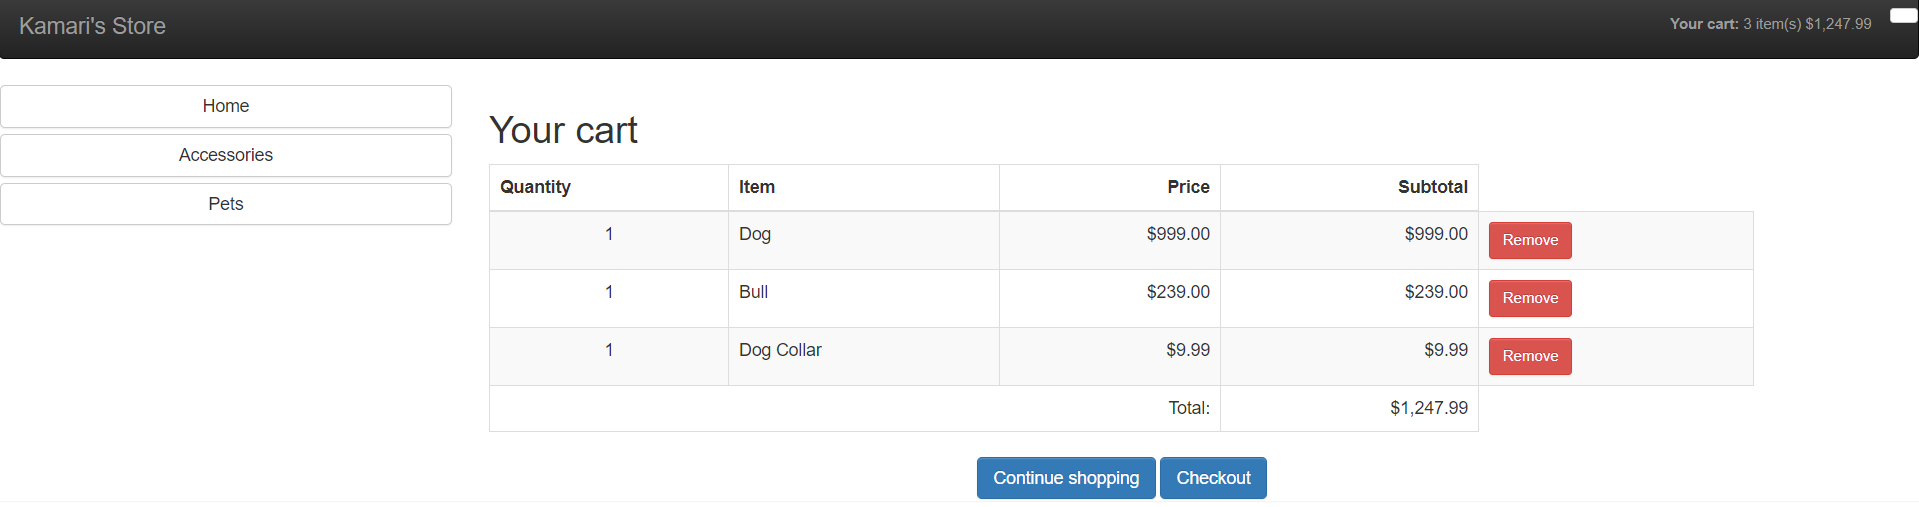 Kamari's Store
Your cart: 3 item(s) $1,247.99
Home
Accessories
Pets
Your cart
Quantity Item Price Subtotal
1 Dog $999.00 $999.00 Remove
1 Bull $239.00 $239.00 Remove
1 Dog Collar $9.99 $9.99 Remove
Total: $1,247.99
Continue shopping Checkout